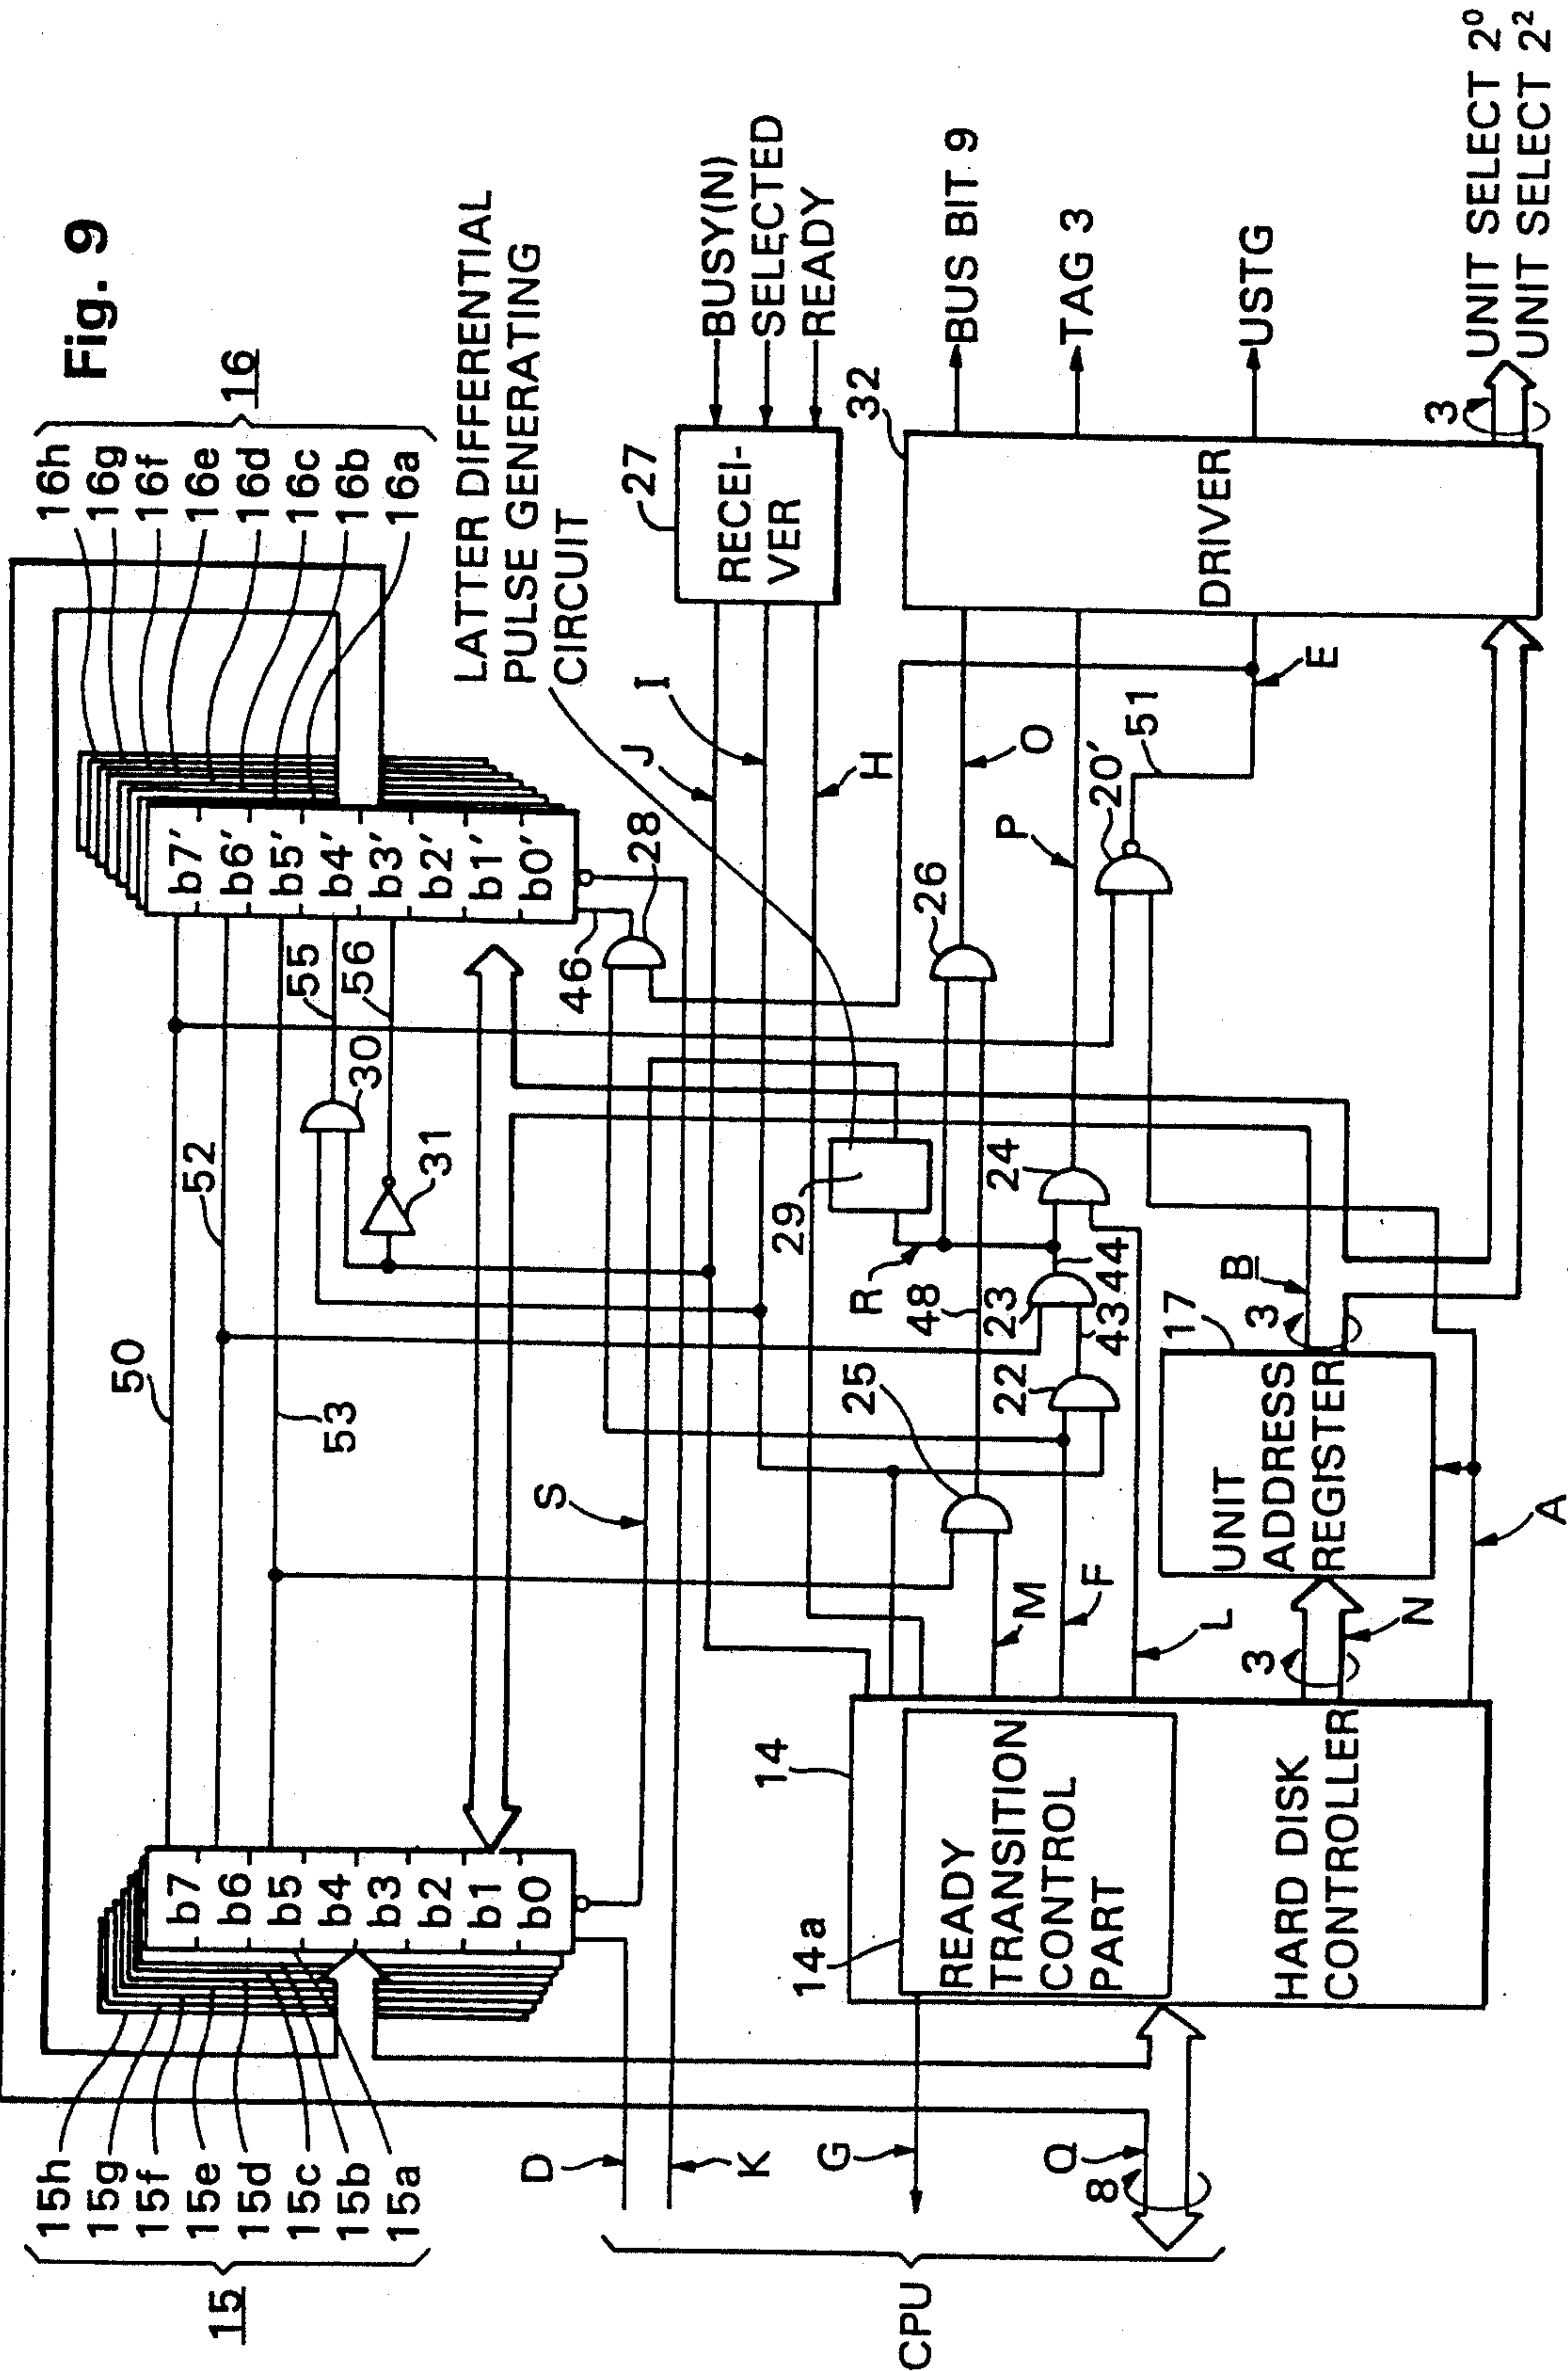 Fig. 9
15
15h
15g
15f
15e
15d
15c
15b
15a
b7
b6
b5
b4
b3
b2
b1
b0
50
52
53
55
56
30
31
b7'
b6'
b5'
b4'
b3'
b2'
b1'
b0'
16
16h
16g
16f
16e
16d
16c
16b
16a
46
28
LATTER DIFFERENTIAL
PULSE GENERATING
CIRCUIT
D
K
S
J
I
H
27
RECEI-
VER
BUSY(N)
SELECTED
READY
CPU
G
Q
8
14
14a
READY
TRANSITION
CONTROL
PART
HARD DISK
CONTROLLER
M
F
L
3
N
A
25
22
43
23
44
24
48
R
29
26
O
P
20'
51
E
UNIT
ADDRESS
REGISTER
17
3
B
32
DRIVER
BUS BIT 9
TAG 3
USTG
3
UNIT SELECT 2⁰
UNIT SELECT 2²